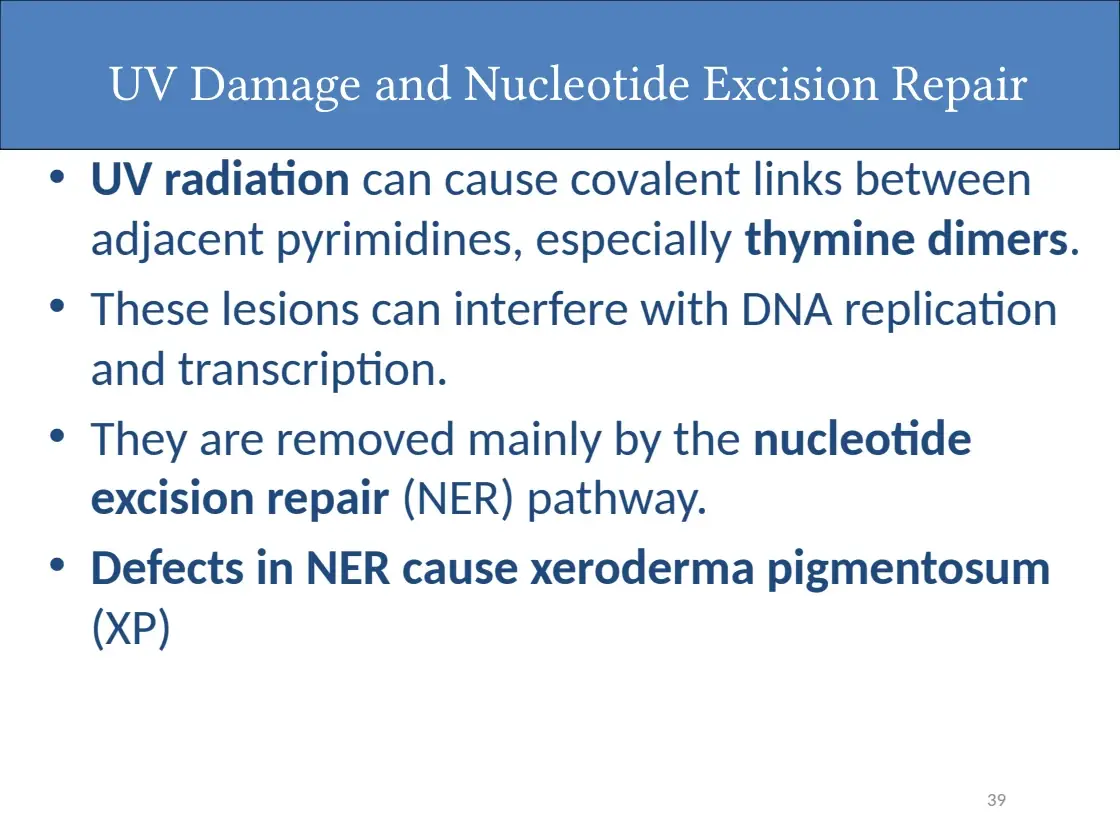 UV Damage and Nucleotide Excision Repair
• UV radiation can cause covalent links between
adjacent pyrimidines, especially thymine dimers.
• These lesions can interfere with DNA replication
and transcription.
• They are removed mainly by the nucleotide
excision repair (NER) pathway.
• Defects in NER cause xeroderma pigmentosum
(XP)
39